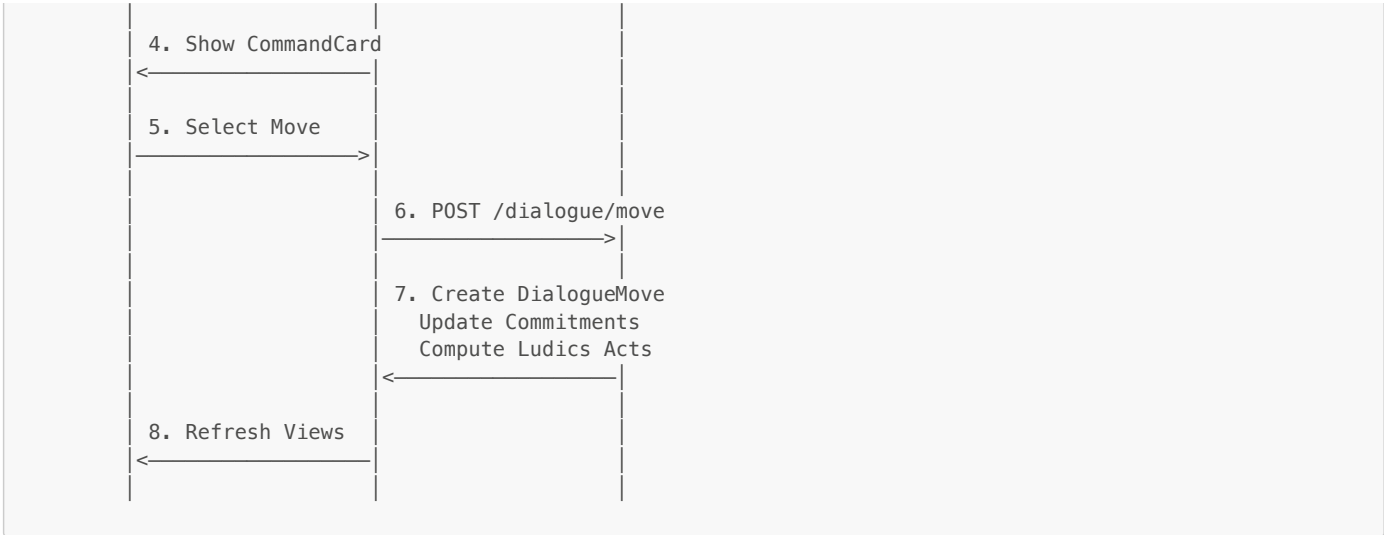 4. Show CommandCard
5. Select Move
6. POST /dialogue/move
7. Create DialogueMove
Update Commitments
Compute Ludics Acts
8. Refresh Views